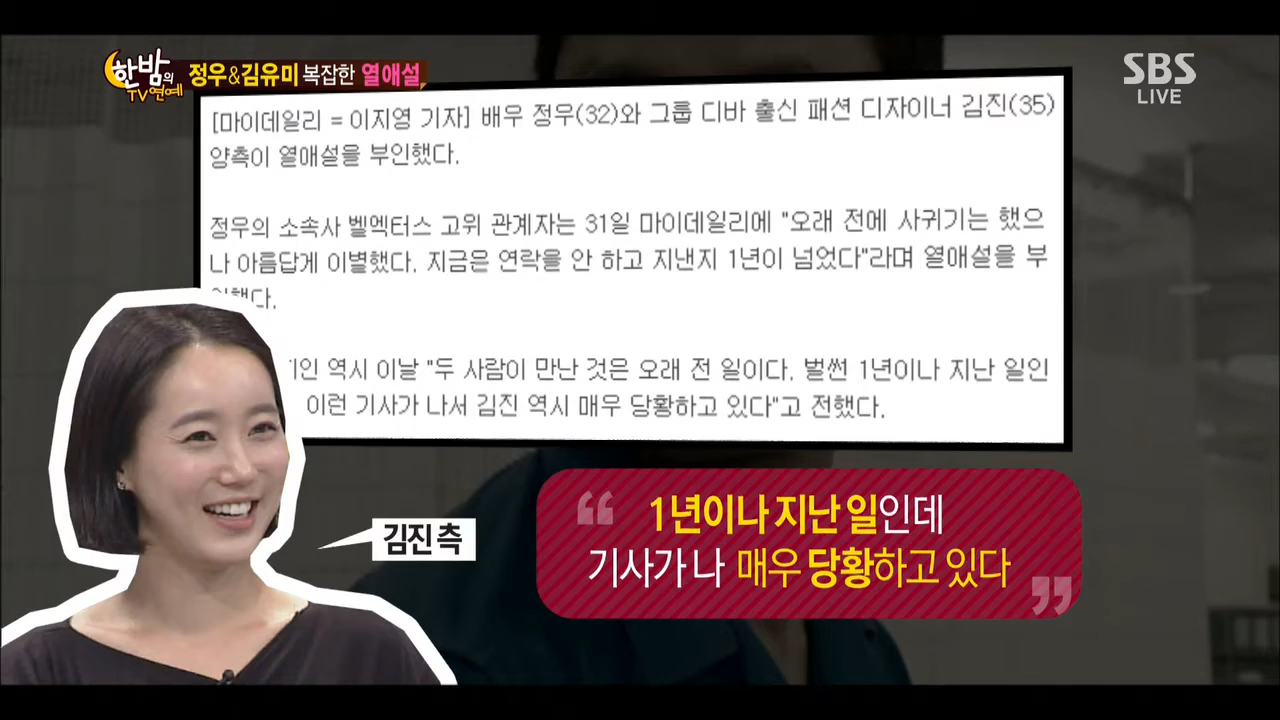 한밤의
TV연예
정우&김유미 복잡한 열애설
SBS
LIVE
[마이데일리 = 이지영 기자] 배우 정우(32)와 그룹 디바 출신 패션 디자이너 김진(35)
양측이 열애설을 부인했다.
정우의 소속사 벨엑터스 고위 관계자는 31일 마이데일리에 "오래 전에 사귀기는 했으
나 아름답게 이별했다. 지금은 연락을 안 하고 지낸지 1년이 넘었다"라며 열애설을 부
했다.
인 역시 이날 "두 사람이 만난 것은 오래 전 일이다. 벌썬 1년이나 지난 일인
이런 기사가 나서 김진 역시 매우 당황하고 있다"고 전했다.
김진 측
“ 1년이나 지난 일인데
기사가 나 매우 당황하고 있다 ”